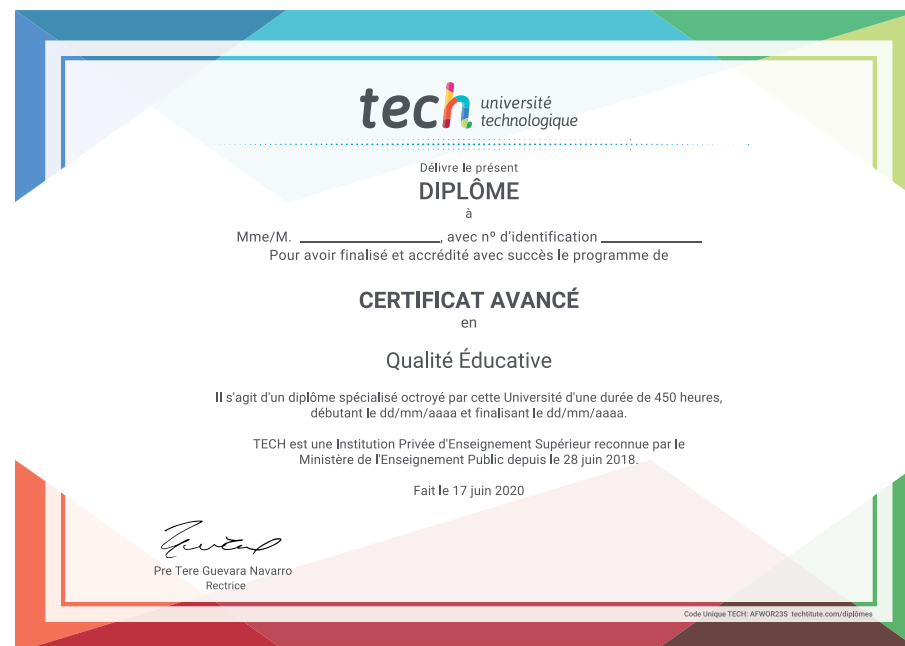 tech université
technologique
Délivre le présent
DIPLÔME
à
Mme/M. ____________, avec nº d'identification ____________
Pour avoir finalisé et accrédité avec succès le programme de
CERTIFICAT AVANCÉ
en
Qualité Éducative
Il s'agit d'un diplôme spécialisé octroyé par cette Université d'une durée de 450 heures,
débutant le dd/mm/aaaa et finalisant le dd/mm/aaaa.
TECH est une Institution Privée d'Enseignement Supérieur reconnue par le
Ministère de l'Enseignement Public depuis le 28 juin 2018.
Fait le 17 juin 2020
Pre Tere Guevara Navarro
Rectrice
Code Unique TECH: AFWOR23S techtitute.com/diplômes